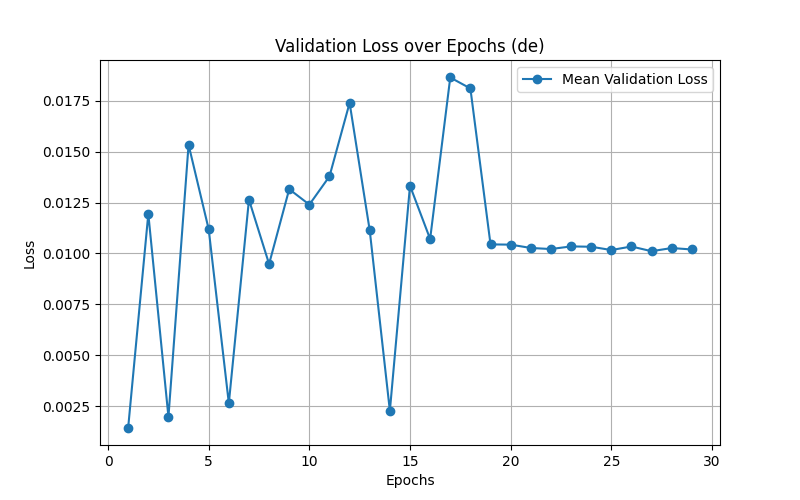 Validation Loss over Epochs (de)
Mean Validation Loss
0.0175
0.0150
0.0125
0.0100
0.0075
0.0050
0.0025
Loss
0 5 10 15 20 25 30
Epochs